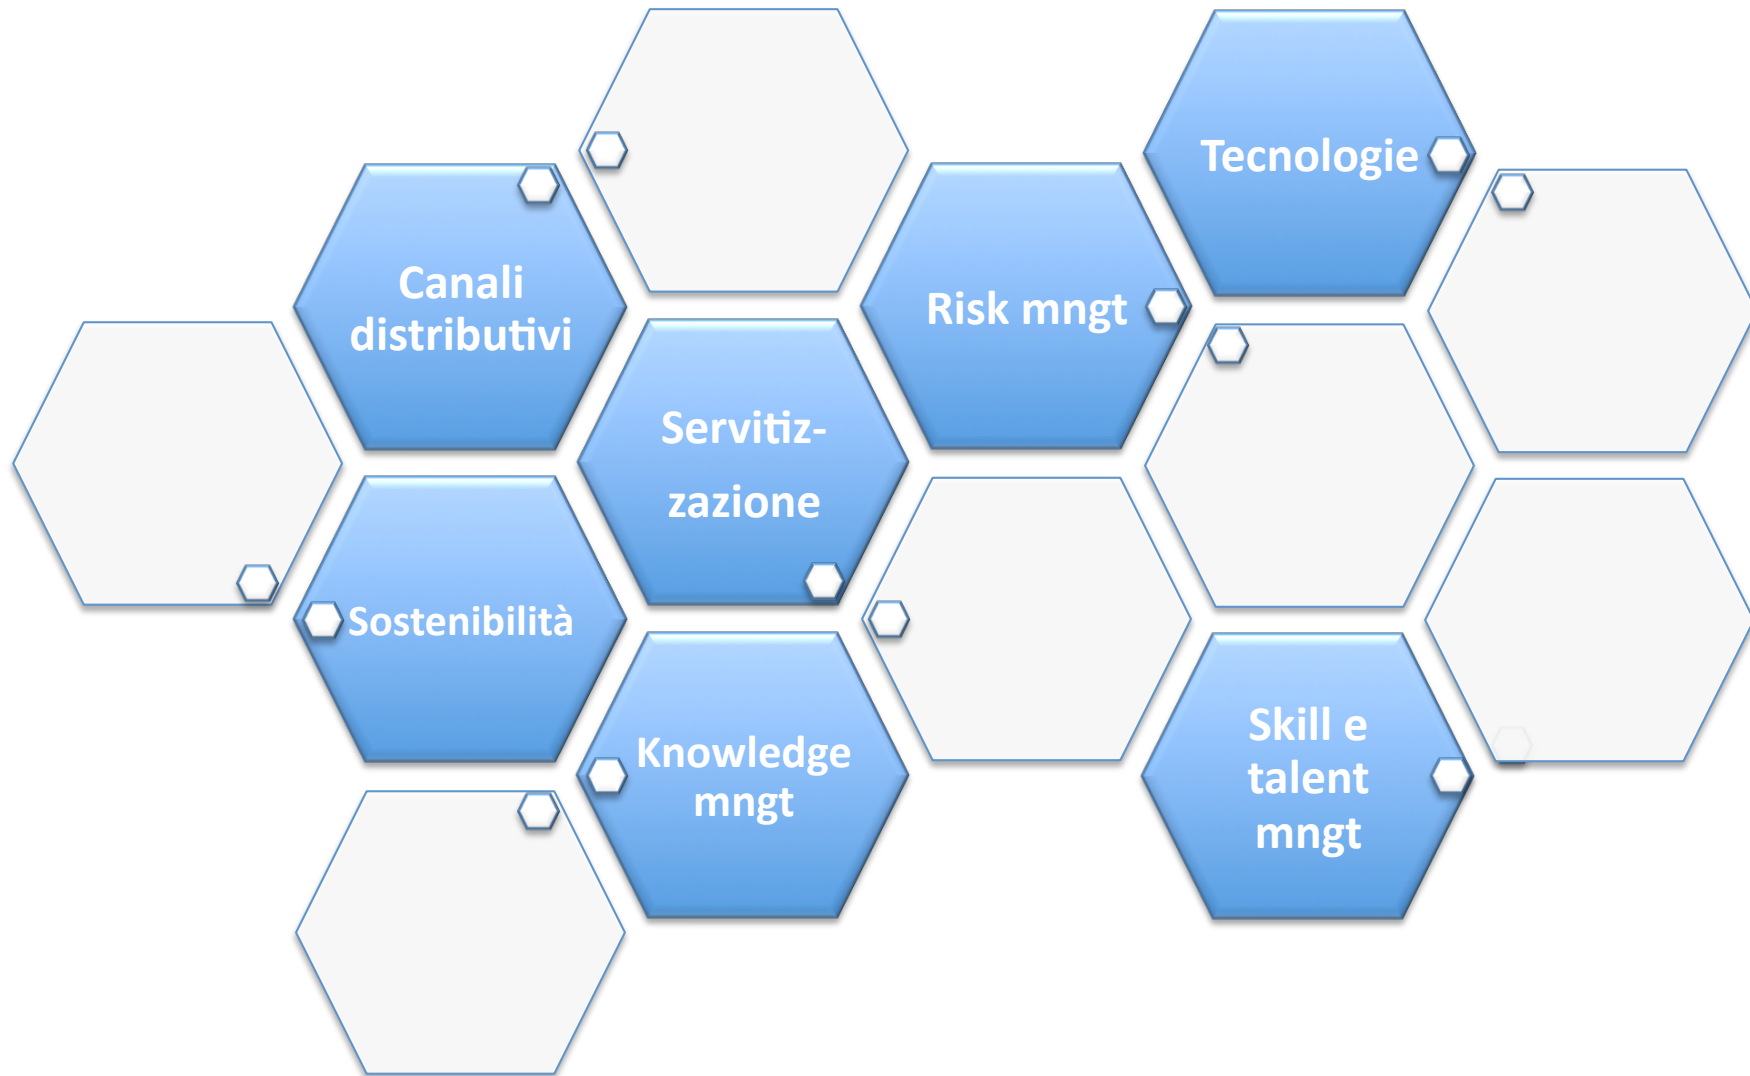 Tecnologie
Canali
distributivi
Risk mngt
Servitiz-
zazione
Sostenibilità
Knowledge
mngt
Skill e
talent
mngt